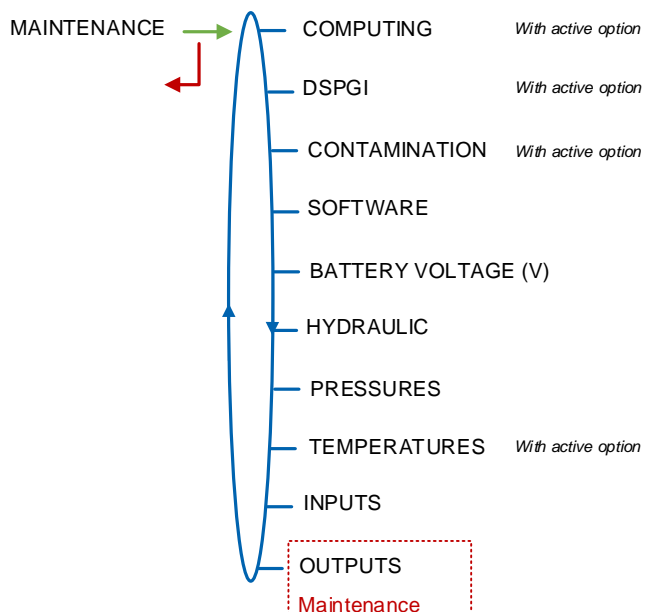 MAINTENANCE
COMPUTING With active option
DSPGI With active option
CONTAMINATION With active option
SOFTWARE
BATTERY VOLTAGE (V)
HYDRAULIC
PRESSURES
TEMPERATURES With active option
INPUTS
OUTPUTS
Maintenance